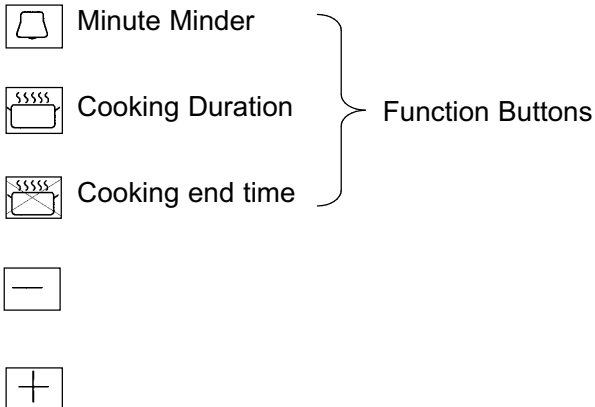 Minute Minder
Cooking Duration
Function Buttons
Cooking end time